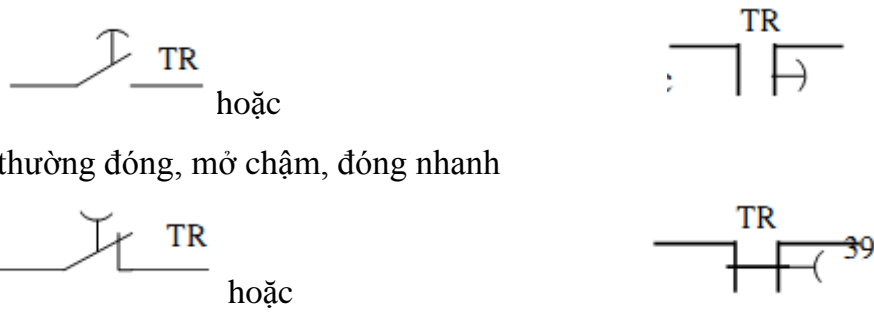 TR
TR
hoặc
thường đóng, mở chậm, đóng nhanh
TR
TR
39
hoặc